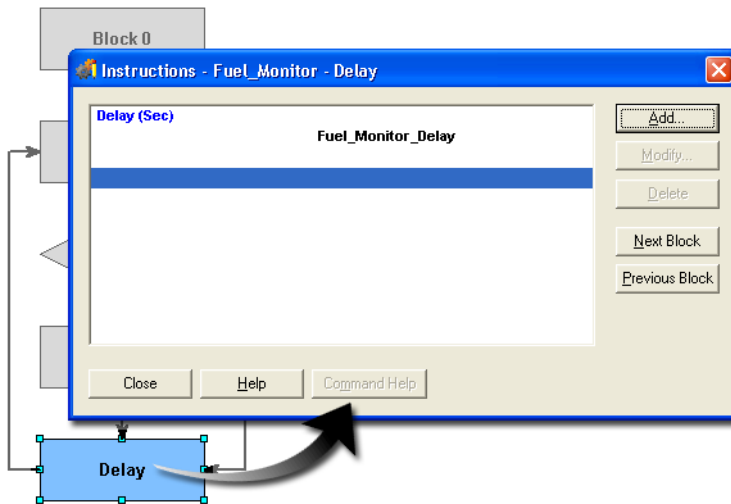 Block 0
Instructions - Fuel_Monitor - Delay
Delay (Sec)
Fuel_Monitor_Delay
Add...
Modify...
Delete
Next Block
Previous Block
Close
Help
Command Help
Delay